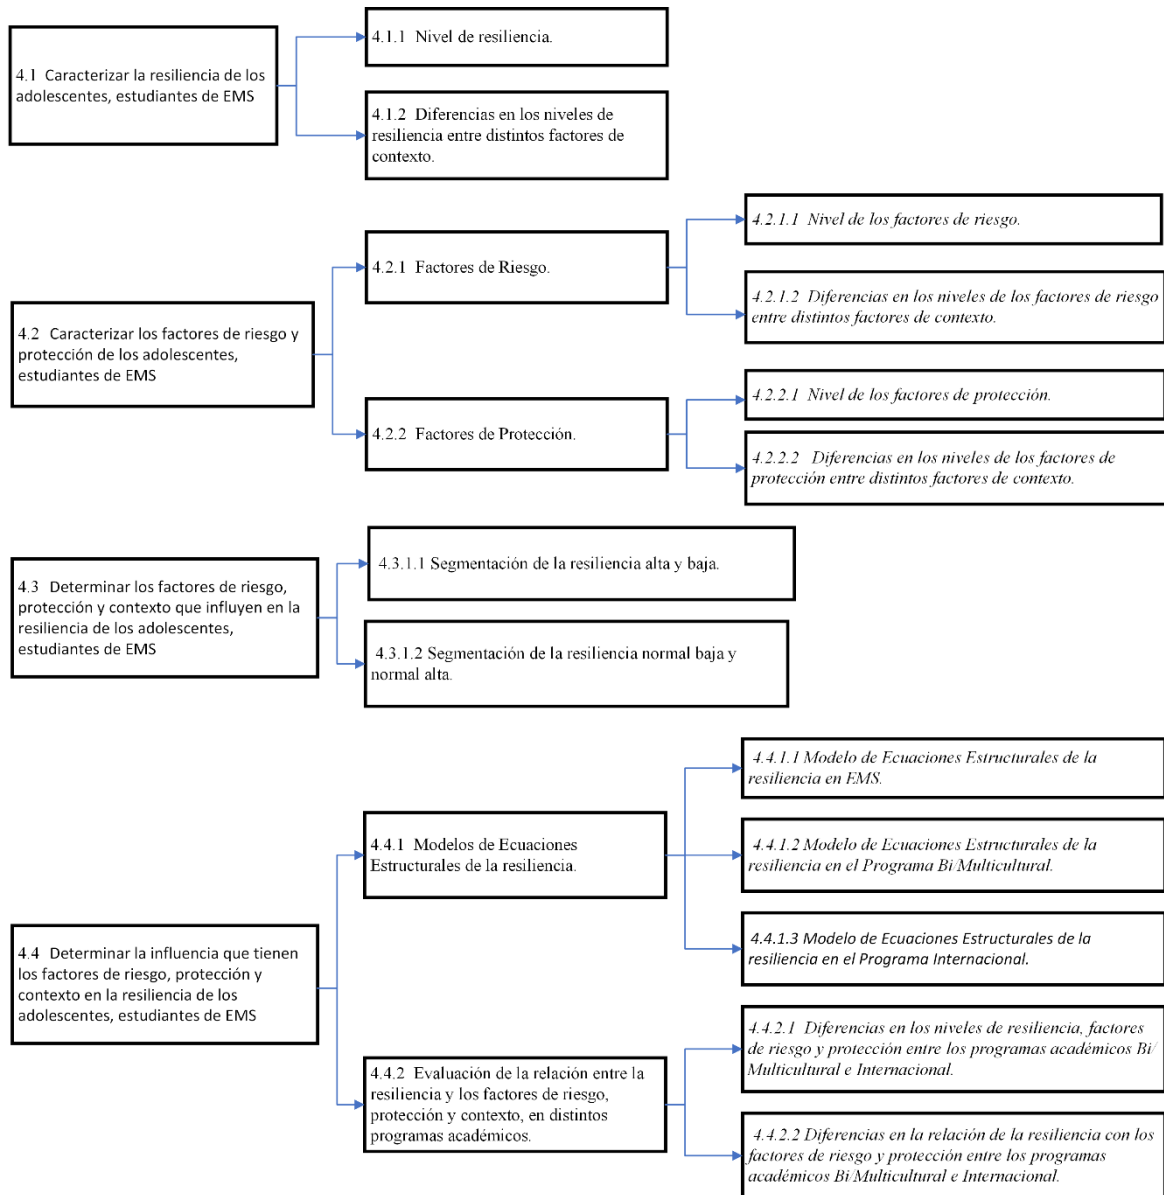 4.1 Caracterizar la resiliencia de los
adolescentes, estudiantes de EMS
4.1.1 Nivel de resiliencia.
4.1.2 Diferencias en los niveles de
resiliencia entre distintos factores de
contexto.
4.2 Caracterizar los factores de riesgo y
protección de los adolescentes,
estudiantes de EMS
4.2.1 Factores de Riesgo.
4.2.1.1 Nivel de los factores de riesgo.
4.2.1.2 Diferencias en los niveles de los factores de riesgo
entre distintos factores de contexto.
4.2.2 Factores de Protección.
4.2.2.1 Nivel de los factores de protección.
4.2.2.2 Diferencias en los niveles de los factores de
protección entre distintos factores de contexto.
4.3 Determinar los factores de riesgo,
protección y contexto que influyen en la
resiliencia de los adolescentes,
estudiantes de EMS
4.3.1.1 Segmentación de la resiliencia alta y baja.
4.3.1.2 Segmentación de la resiliencia normal baja y
normal alta.
4.4 Determinar la influencia que tienen
los factores de riesgo, protección y
contexto en la resiliencia de los
adolescentes, estudiantes de EMS
4.4.1 Modelos de Ecuaciones
Estructurales de la resiliencia.
4.4.1.1 Modelo de Ecuaciones Estructurales de la
resiliencia en EMS.
4.4.1.2 Modelo de Ecuaciones Estructurales de la
resiliencia en el Programa Bi/Multicultural.
4.4.1.3 Modelo de Ecuaciones Estructurales de la
resiliencia en el Programa Internacional.
4.4.2 Evaluación de la relación entre la
resiliencia y los factores de riesgo,
protección y contexto, en distintos
programas académicos.
4.4.2.1 Diferencias en los niveles de resiliencia, factores
de riesgo y protección entre los programas académicos Bi/
Multicultural e Internacional.
4.4.2.2 Diferencias en la relación de la resiliencia con los
factores de riesgo y protección entre los programas
académicos Bi/Multicultural e Internacional.